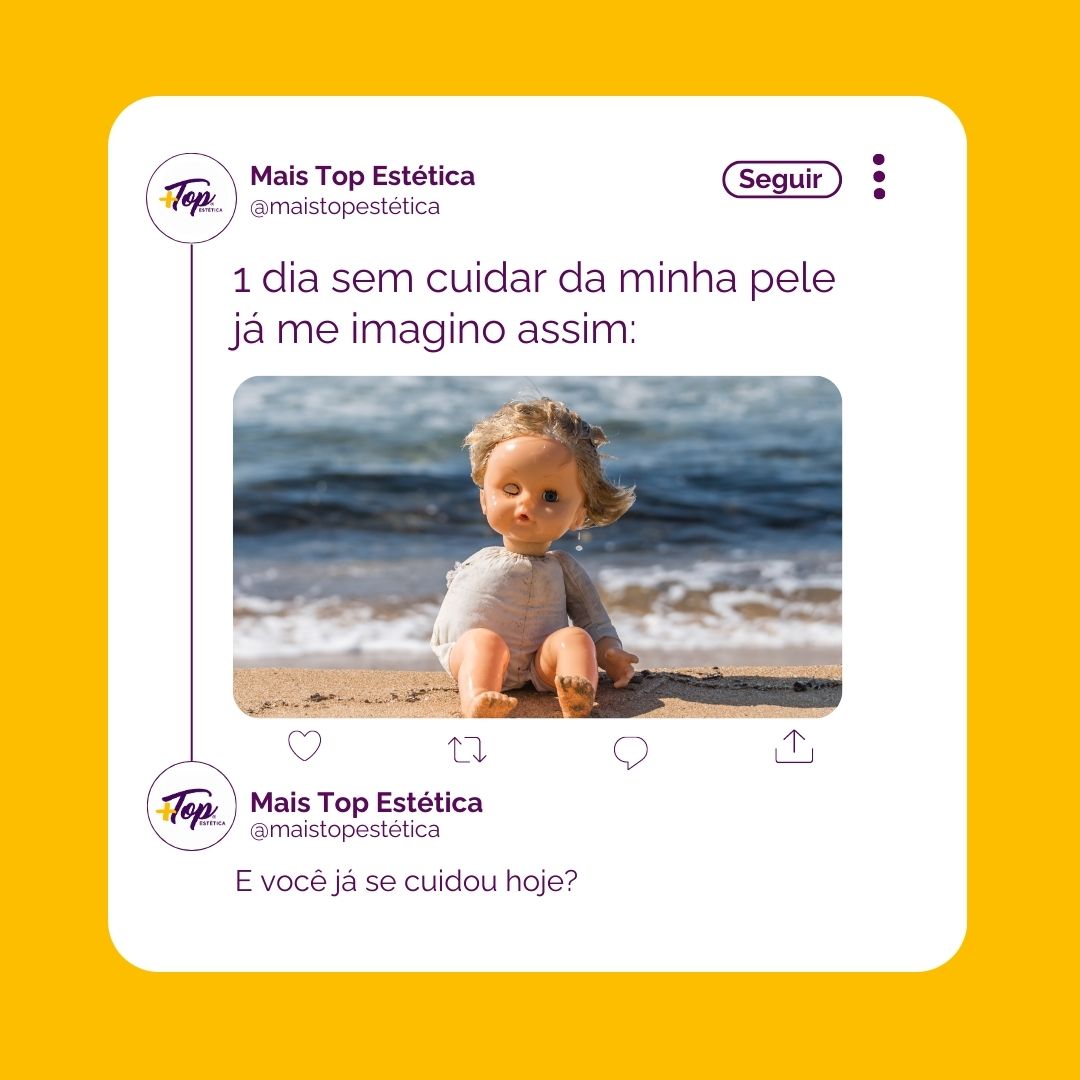 +Top
ESTÉTICA
Mais Top Estética
@maistopestética
Seguir
1 dia sem cuidar da minha pele
já me imagino assim:
+Top
ESTÉTICA
Mais Top Estética
@maistopestética
E você já se cuidou hoje?